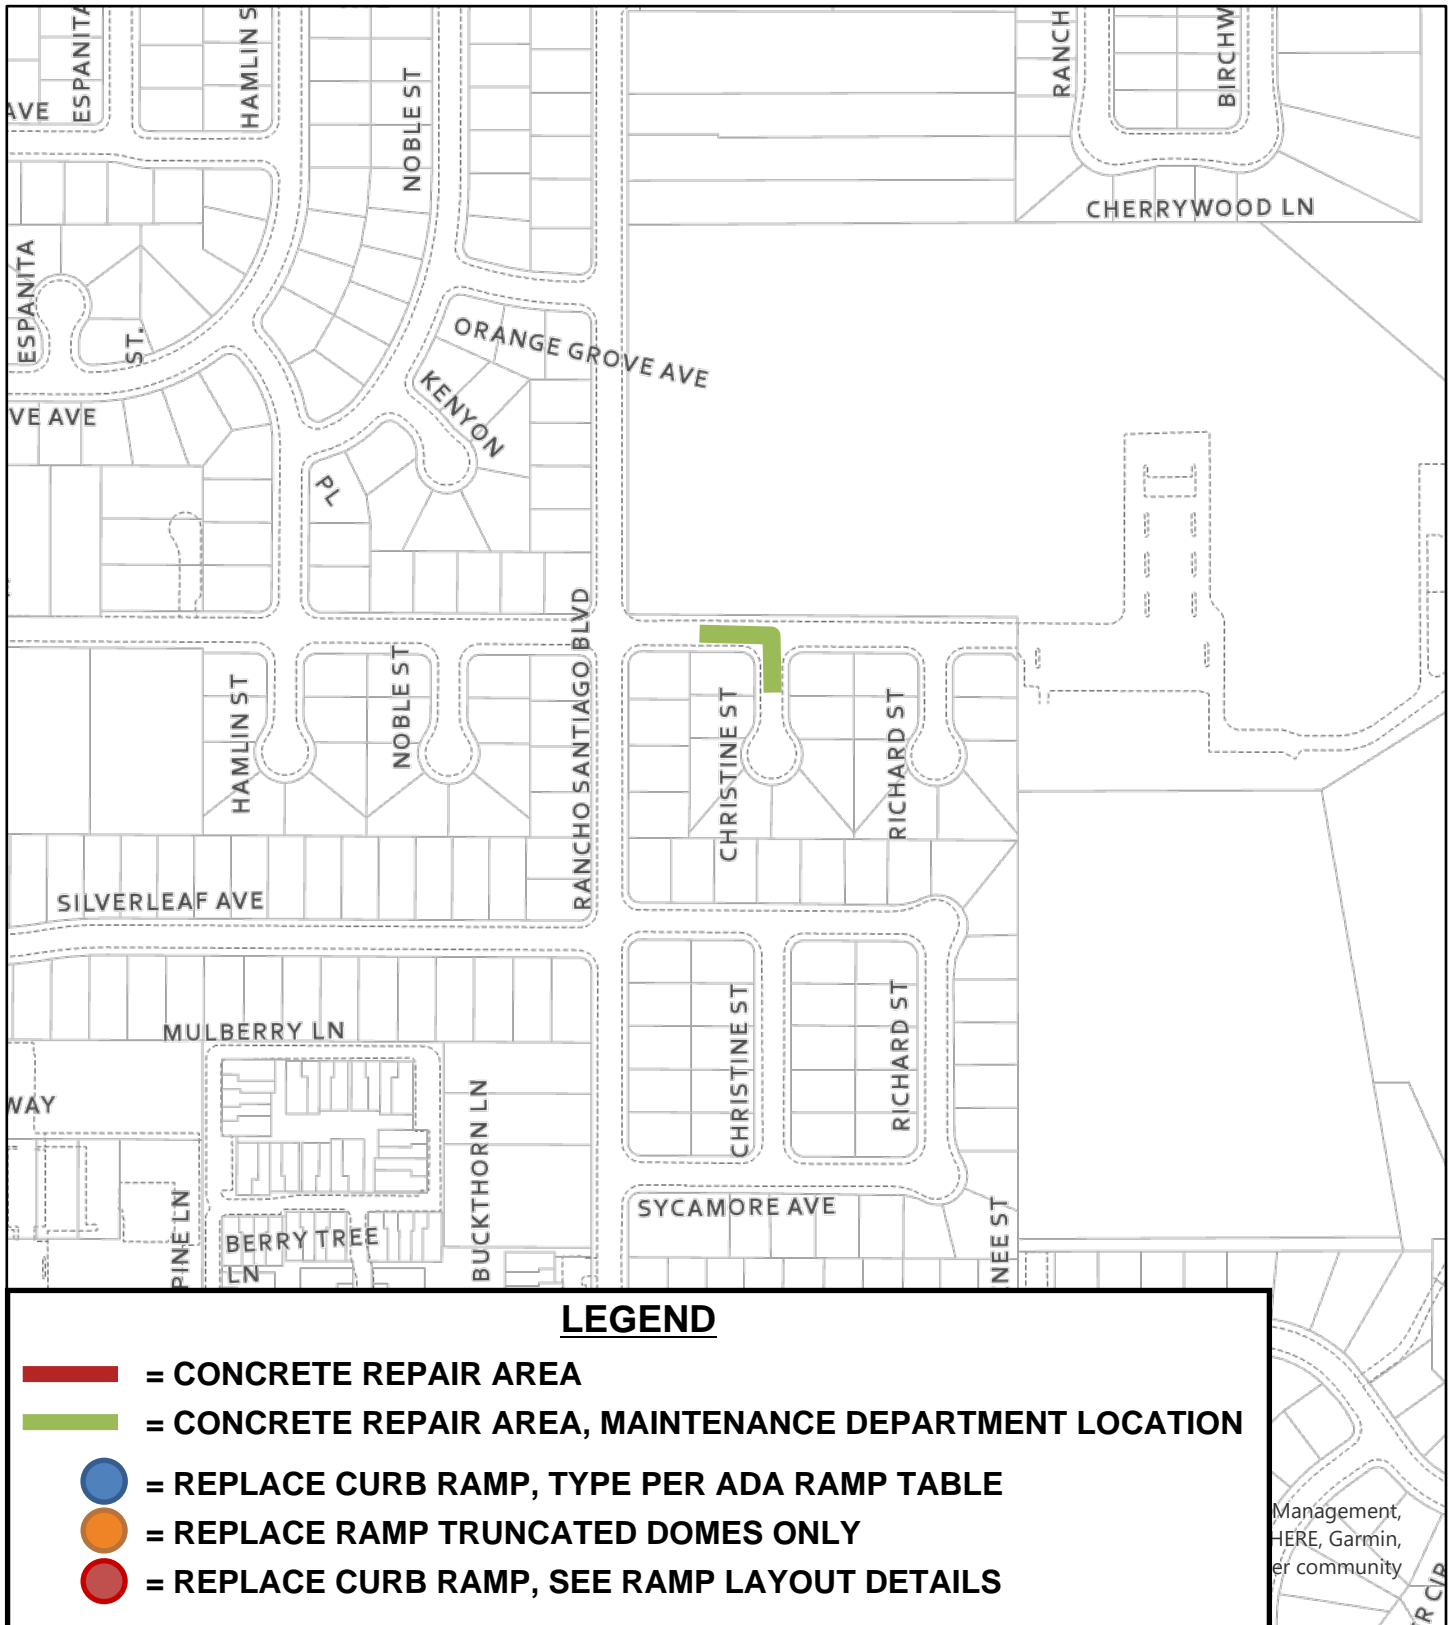 ESPANITA
HAMLIN S
NOBLE ST
RANCH
BIRCHW
AVE
CHERRYWOOD LN
ESPANITA
ST.
ORANGE GROVE AVE
KENYON
PL
VE AVE
RANCHO SANTIAGO BLVD
HAMLIN ST
NOBLE ST
CHRISTINE ST
RICHARD ST
SILVERLEAF AVE
MULBERRY LN
CHRISTINE ST
RICHARD ST
WAY
BUCKTHORN LN
PINE LN
BERRY TREE
LN
SYCAMORE AVE
NEE ST
LEGEND
= CONCRETE REPAIR AREA
= CONCRETE REPAIR AREA, MAINTENANCE DEPARTMENT LOCATION
= REPLACE CURB RAMP, TYPE PER ADA RAMP TABLE
= REPLACE RAMP TRUNCATED DOMES ONLY
= REPLACE CURB RAMP, SEE RAMP LAYOUT DETAILS
Management,
HERE, Garmin,
er community
R CIR